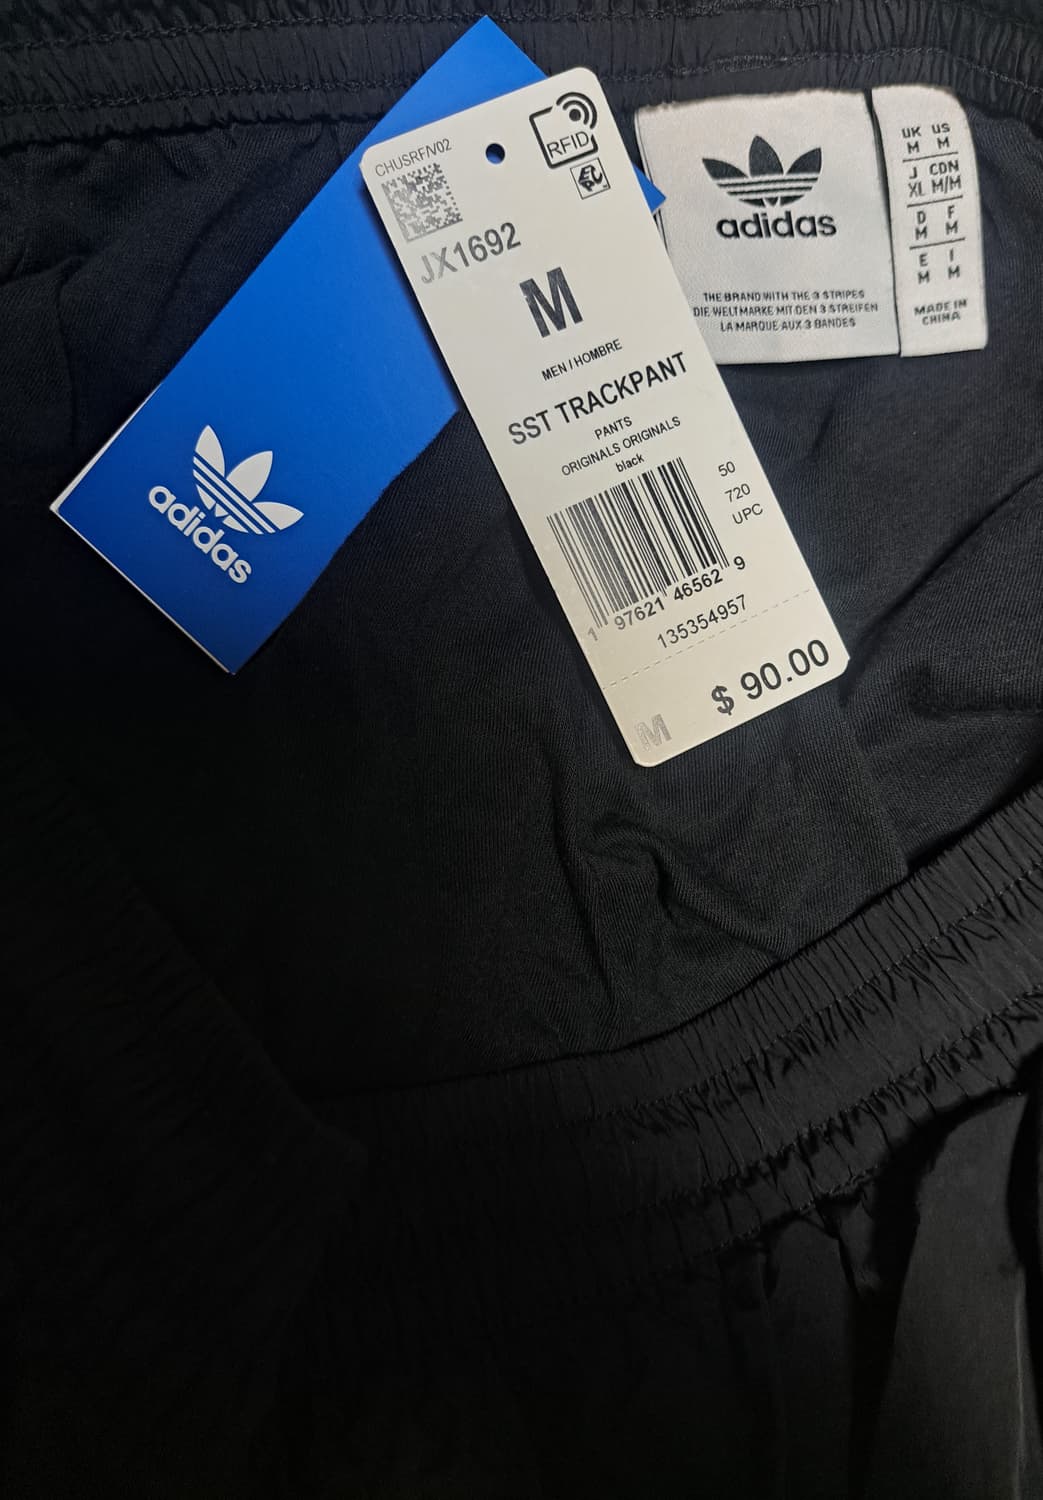 CHUSRF/V02
RFID
JX1692
M
MEN / HOMBRE
SST TRACKPANT
PANTS
ORIGINALS ORIGINALS
black
50
720
UPC
1 97621 46562 9
135354957
$ 90.00
M
adidas
adidas
THE BRAND WITH THE 3 STRIPES
DIE WELTMARKE MIT DEN 3 STREIFEN
LA MARQUE AUX 3 BANDES
UK US
M M
J CDN
XL M/M
D F
M M
E I
M M
MADE IN
CHINA